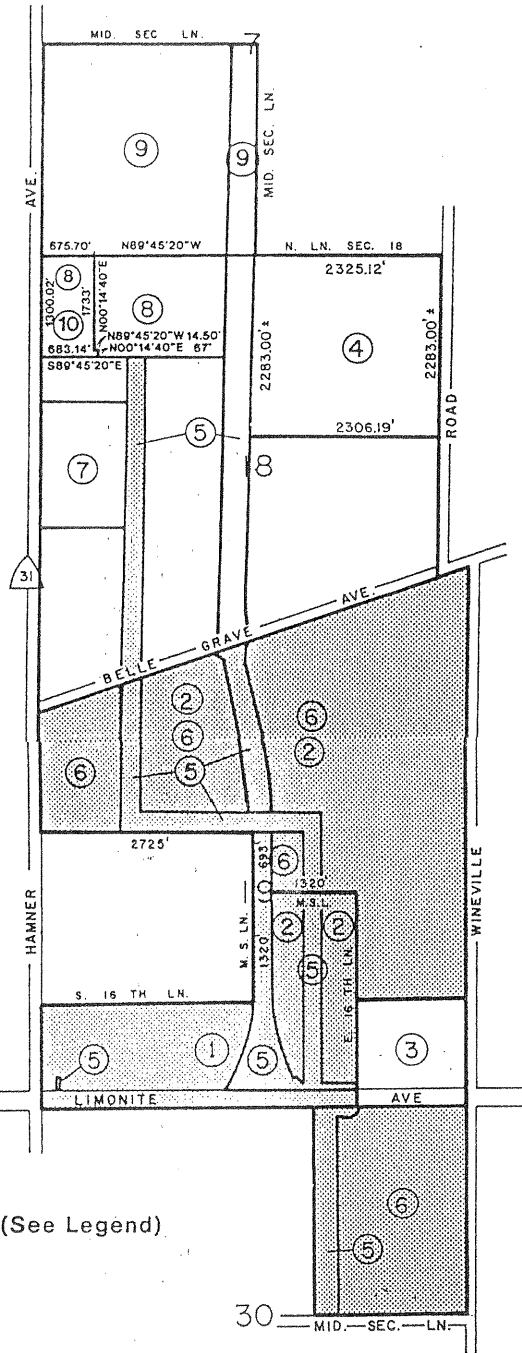 MID. SEC LN.
7
MID. SEC. LN.
9
9
AVE.
675.70' N89°45'20"W N. LN. SEC. 18
8
1300.02'
10
1733'
N00°14'40"E
8
N89°45'20"W 14.50'
N00°14'40"E 67'
683.14'
S89°45'20"E
2325.12'
2283.00' ±
4
2283.00' ±
2306.19'
ROAD
5
8
7
31
BELLE GRAVE AVE.
2
6
6
2
6
5
2725'
HAMNER
WINEVILLE
6
693'
1320'
M.S.L.
M. S. LN.
1320
2
2
5
E. 16 TH LN.
S. 16 TH LN.
1
5
5
3
LIMONITE AVE
6
5
(See Legend)
30
MID. SEC. LN.